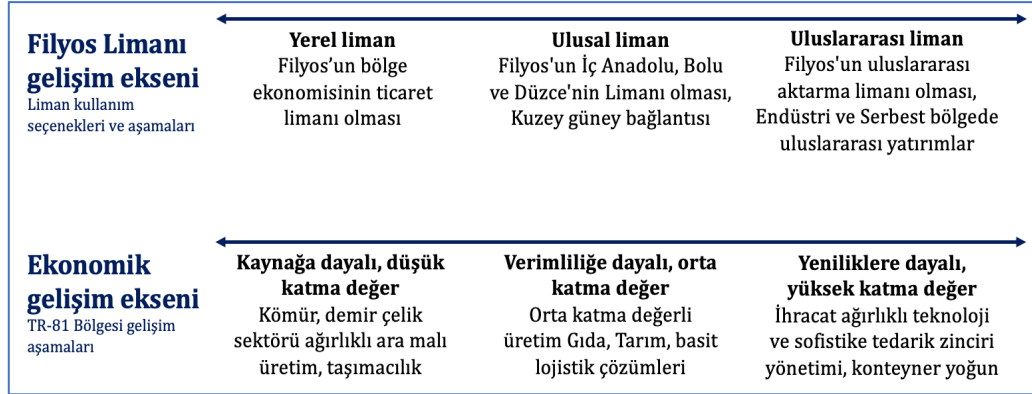 Filyos Limanı
gelişim ekseni
Liman kullanım
seçenekleri ve aşamaları
Yerel liman
Filyos’un bölge
ekonomisinin ticaret
limanı olması
Ulusal liman
Filyos'un İç Anadolu, Bolu
ve Düzce'nin Limanı olması,
Kuzey güney bağlantısı
Uluslararası liman
Filyos'un uluslararası
aktarma limanı olması,
Endüstri ve Serbest bölgede
uluslararası yatırımlar
Ekonomik
gelişim ekseni
TR-81 Bölgesi gelişim
aşamaları
Kaynağa dayalı, düşük
katma değer
Kömür, demir çelik
sektörü ağırlıklı ara malı
üretim, taşımacılık
Verimliliğe dayalı, orta
katma değer
Orta katma değerli
üretim Gıda, Tarım, basit
lojistik çözümleri
Yeniliklere dayalı,
yüksek katma değer
İhracat ağırlıklı teknoloji
ve sofistike tedarik zinciri
yönetimi, konteyner yoğun